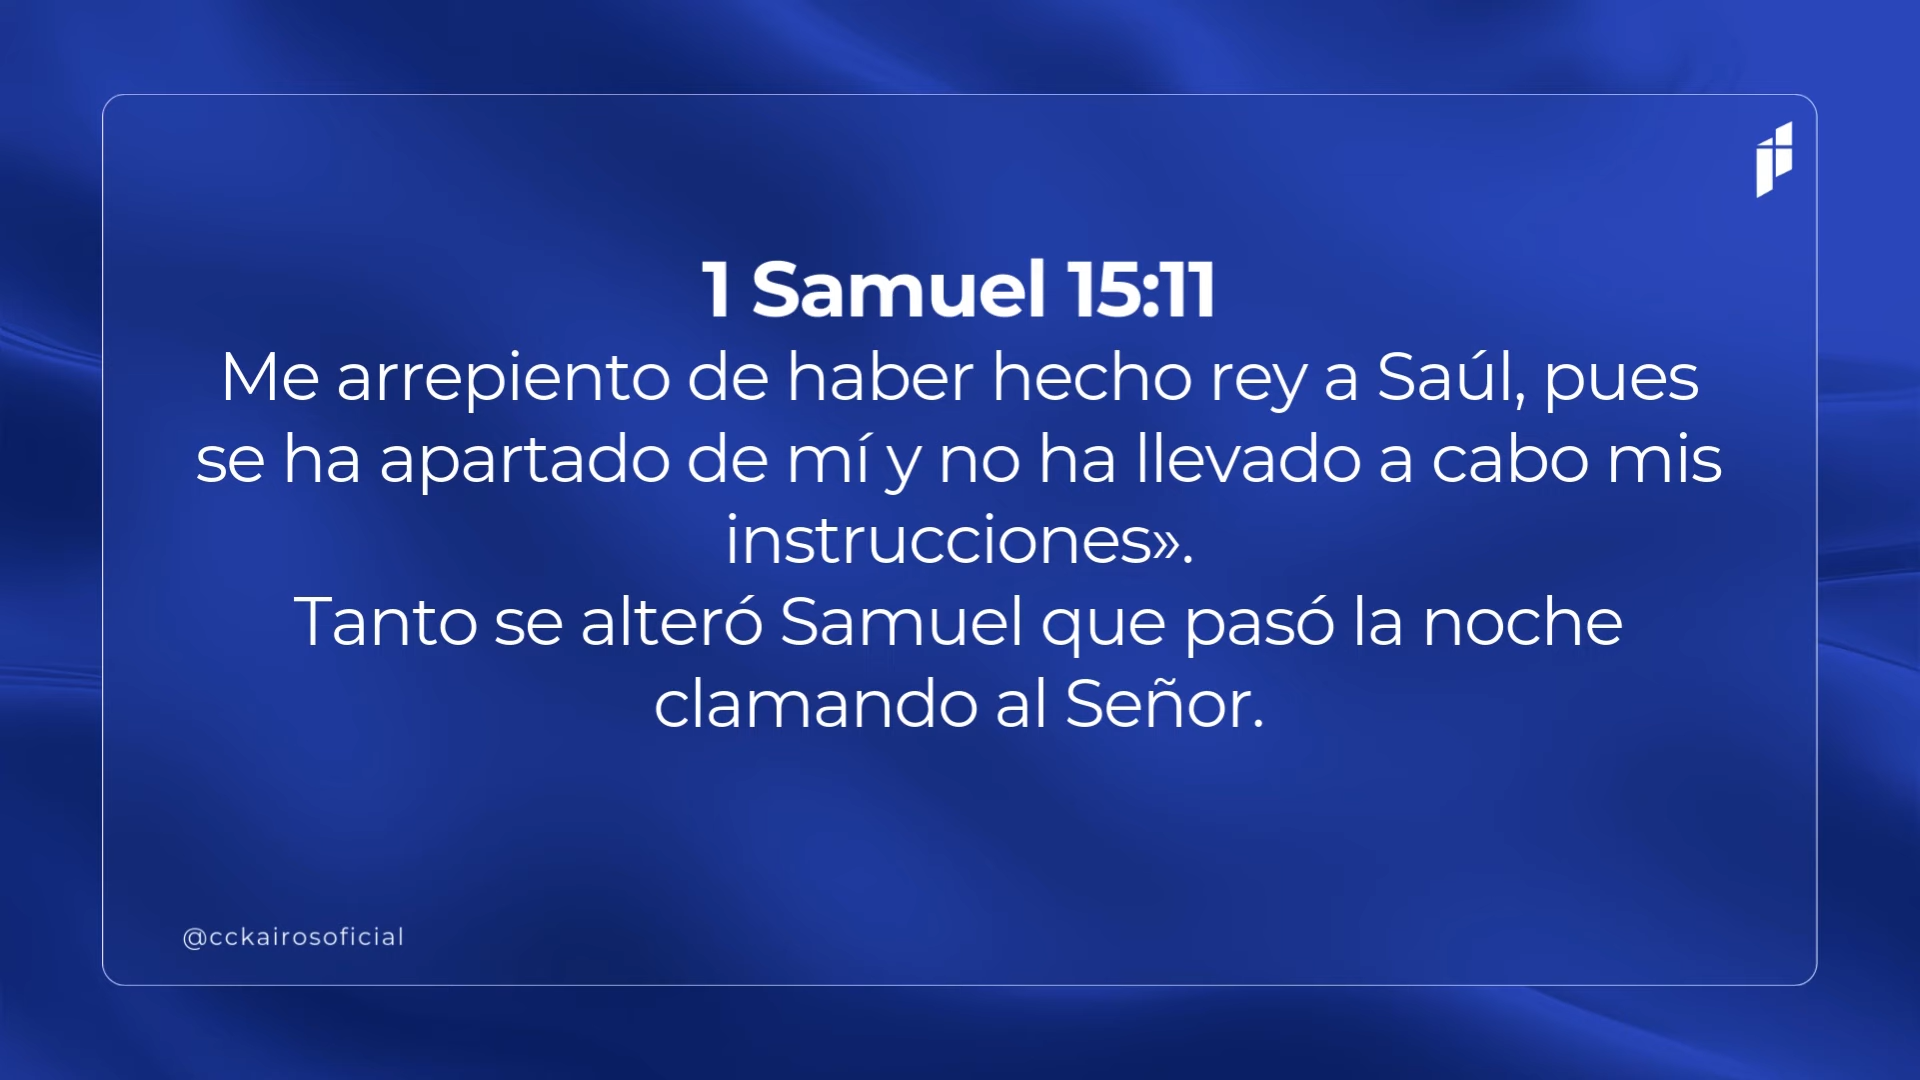 1 Samuel 15:11
Me arrepiento de haber hecho rey a Saúl, pues
se ha apartado de mí y no ha llevado a cabo mis
instrucciones».
Tanto se alteró Samuel que pasó la noche
clamando al Señor.
@cckairosoficial